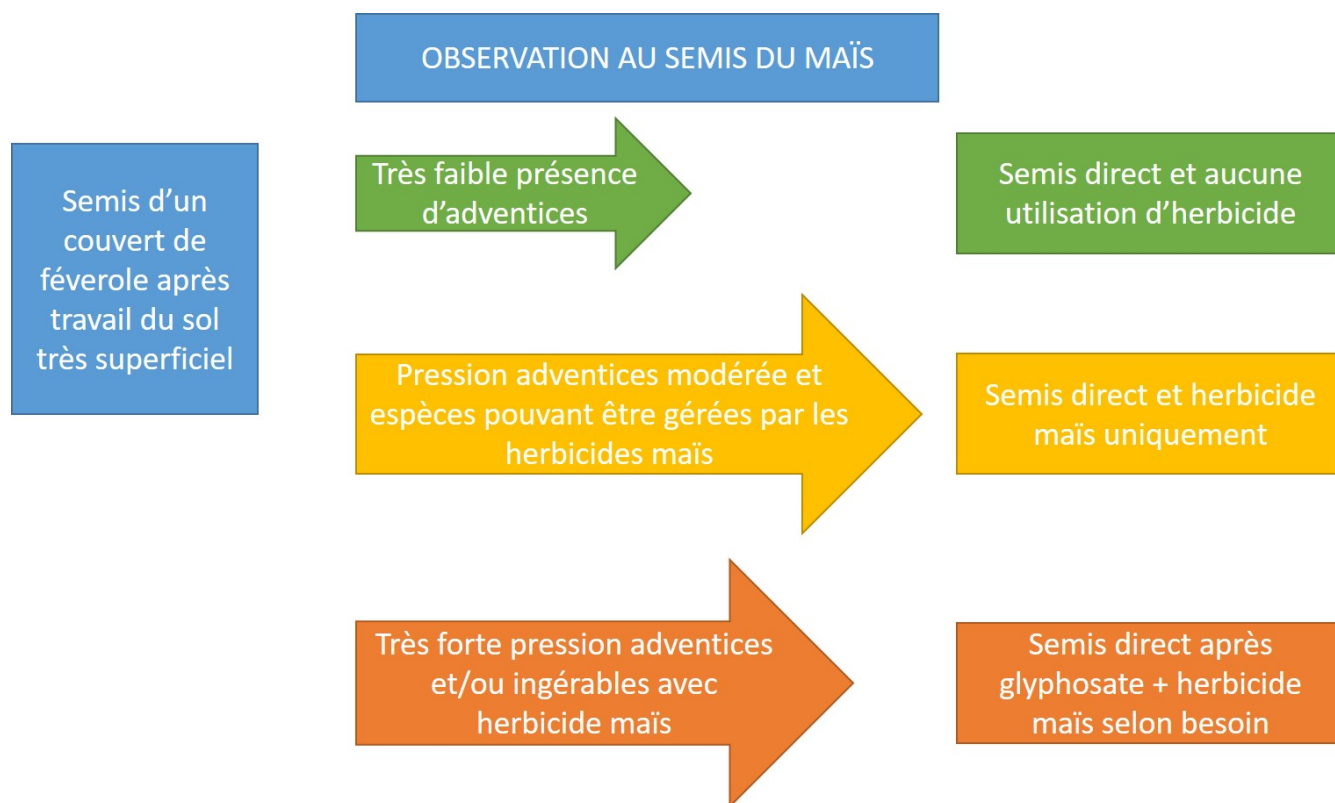 OBSERVATION AU SEMIS DU MAÏS
Semis d’un
couvert de
féverole après
travail du sol
très superficiel
Très faible présence
d’adventices
Semis direct et aucune
utilisation d’herbicide
Pression adventices modérée et
espèces pouvant être gérées par les
herbicides maïs
Semis direct et herbicide
maïs uniquement
Très forte pression adventices
et/ou ingérables avec
herbicide maïs
Semis direct après
glyphosate + herbicide
maïs selon besoin